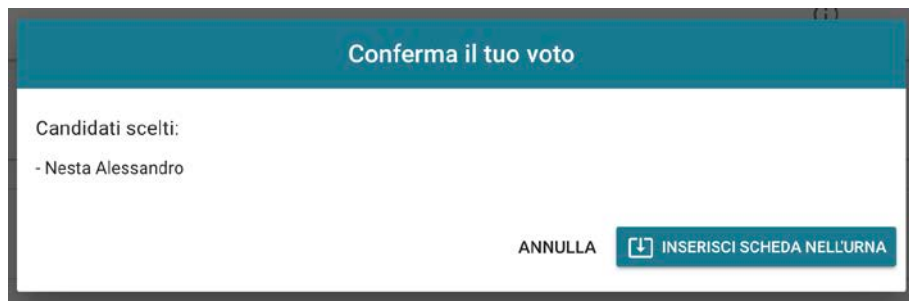 Conferma il tuo voto
Candidati scelti:
- Nesta Alessandro
ANNULLA INSERISCI SCHEDA NELL'URNA